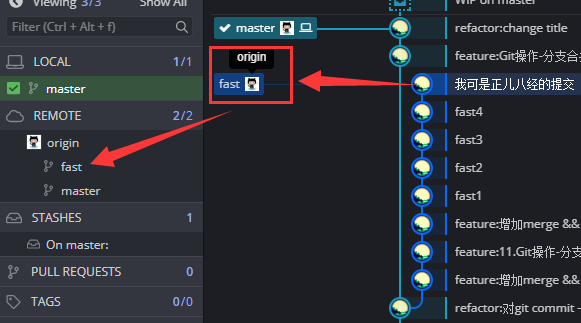 Viewing 3/3 Show All
Filter (Ctrl + Alt + f)
LOCAL 1/1
master
REMOTE 2/2
origin
fast
master
STASHES 1
On master:
PULL REQUESTS 0
TAGS 0/0
WIP on master
master
refactor:change title
origin
feature:Git操作-分支合
fast
我可是正儿八经的提交
fast4
fast3
fast2
fast1
feature:增加merge &&
feature:11.Git操作-分支
feature:增加merge &&
refactor:对git commit -